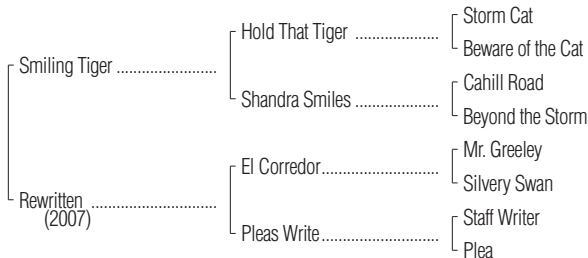 Storm Cat
Hold That Tiger ....................
Beware of the Cat
Smiling Tiger ........................
Cahill Road
Shandra Smiles ....................
Beyond the Storm
Mr. Greeley
El Corredor............................
Silvery Swan
Rewritten ..............................
(2007)
Staff Writer
Pleas Write...........................
Plea